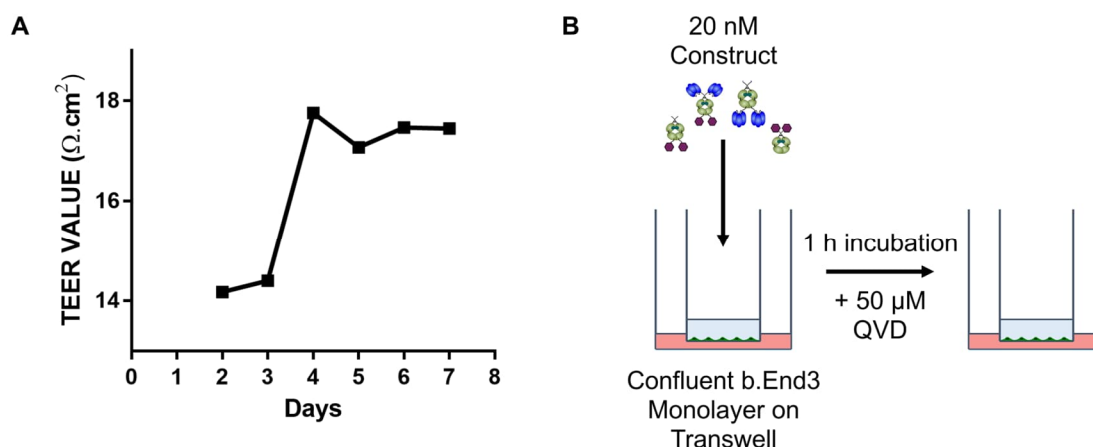 A
TEER VALUE (Ω.cm²)
18
16
14
0 1 2 3 4 5 6 7 8
Days
B
20 nM
Construct
1 h incubation
+ 50 µM
QVD
Confluent b.End3
Monolayer on
Transwell